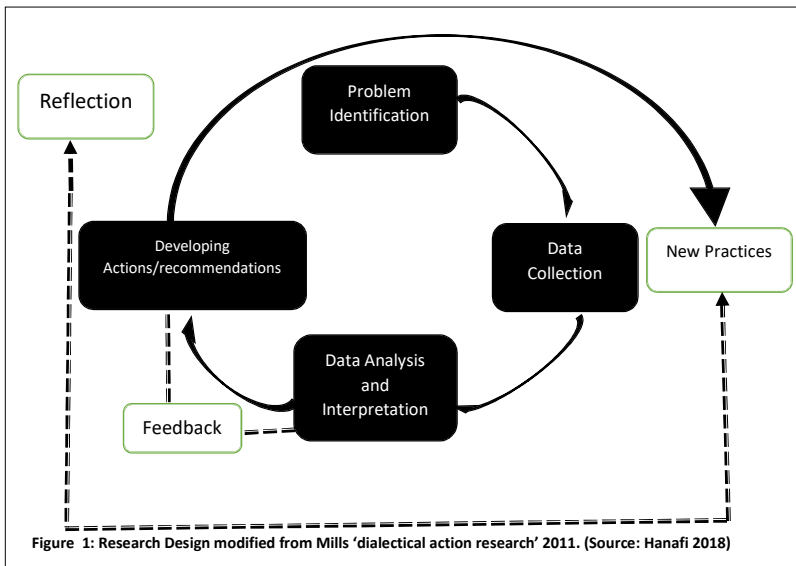 Reflection
Problem
Identification
Developing
Actions/recommendations
Data
Collection
New Practices
Data Analysis
and
Interpretation
Feedback
Figure 1: Research Design modified from Mills ‘dialectical action research’ 2011. (Source: Hanafi 2018)